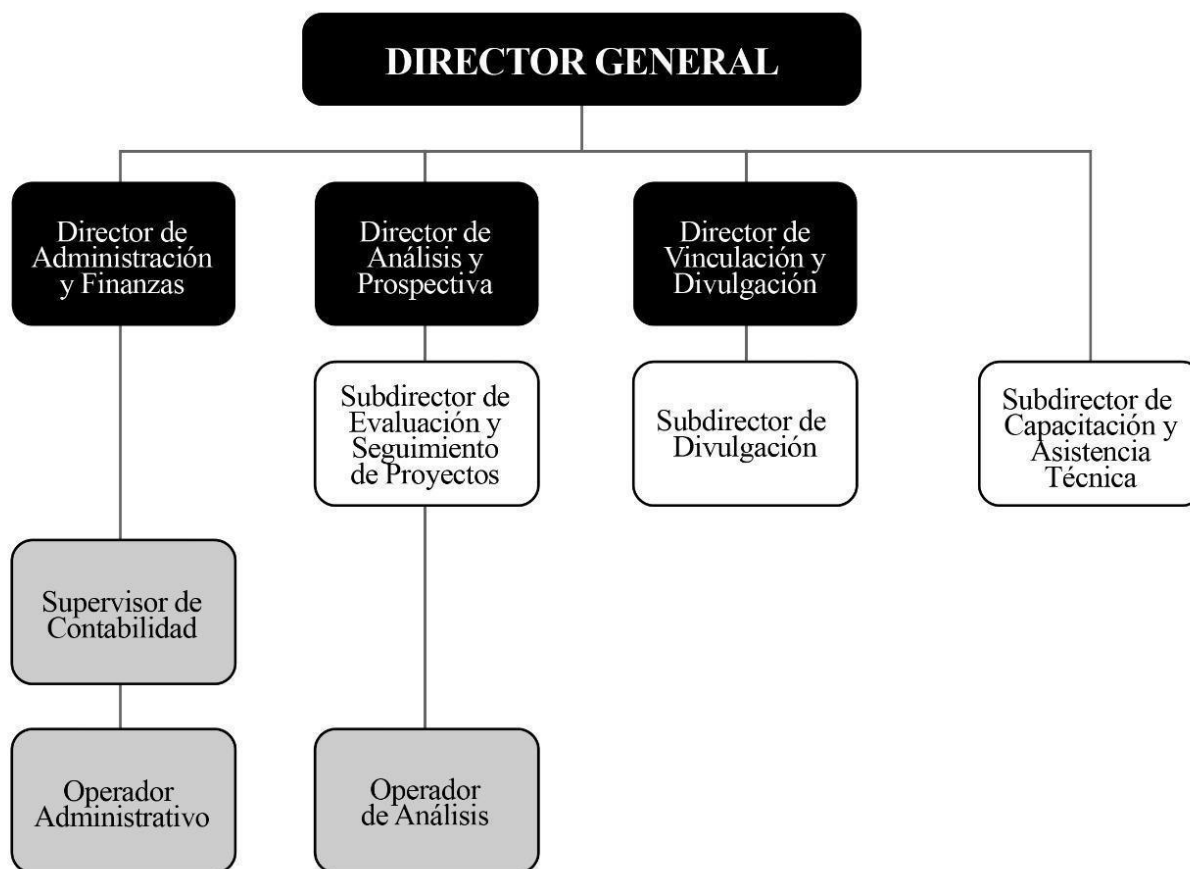 DIRECTOR GENERAL
Director de
Administración
y Finanzas
Director de
Análisis y
Prospectiva
Director de
Vinculación y
Divulgación
Subdirector de
Evaluación y
Seguimiento
de Proyectos
Subdirector de
Divulgación
Subdirector de
Capacitación y
Asistencia
Técnica
Supervisor de
Contabilidad
Operador
Administrativo
Operador
de Análisis